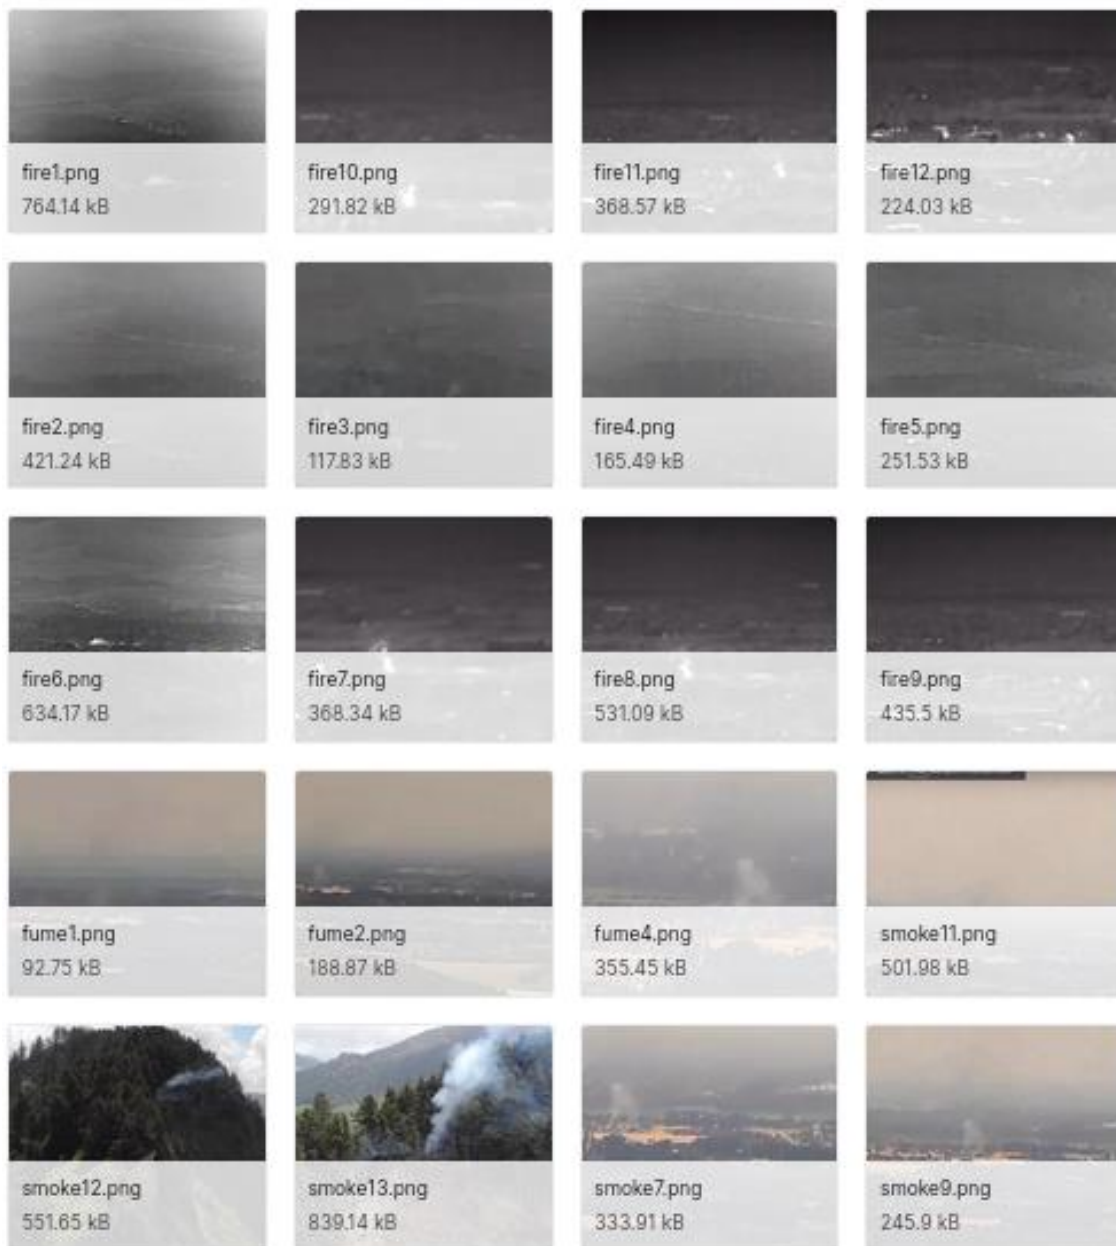 fire1.png
764.14 kB
fire10.png
291.82 kB
fire11.png
368.57 kB
fire12.png
224.03 kB
fire2.png
421.24 kB
fire3.png
117.83 kB
fire4.png
165.49 kB
fire5.png
251.53 kB
fire6.png
634.17 kB
fire7.png
368.34 kB
fire8.png
531.09 kB
fire9.png
435.5 kB
fume1.png
92.75 kB
fume2.png
188.87 kB
fume4.png
355.45 kB
smoke11.png
501.98 kB
smoke12.png
551.65 kB
smoke13.png
839.14 kB
smoke7.png
333.91 kB
smoke9.png
245.9 kB